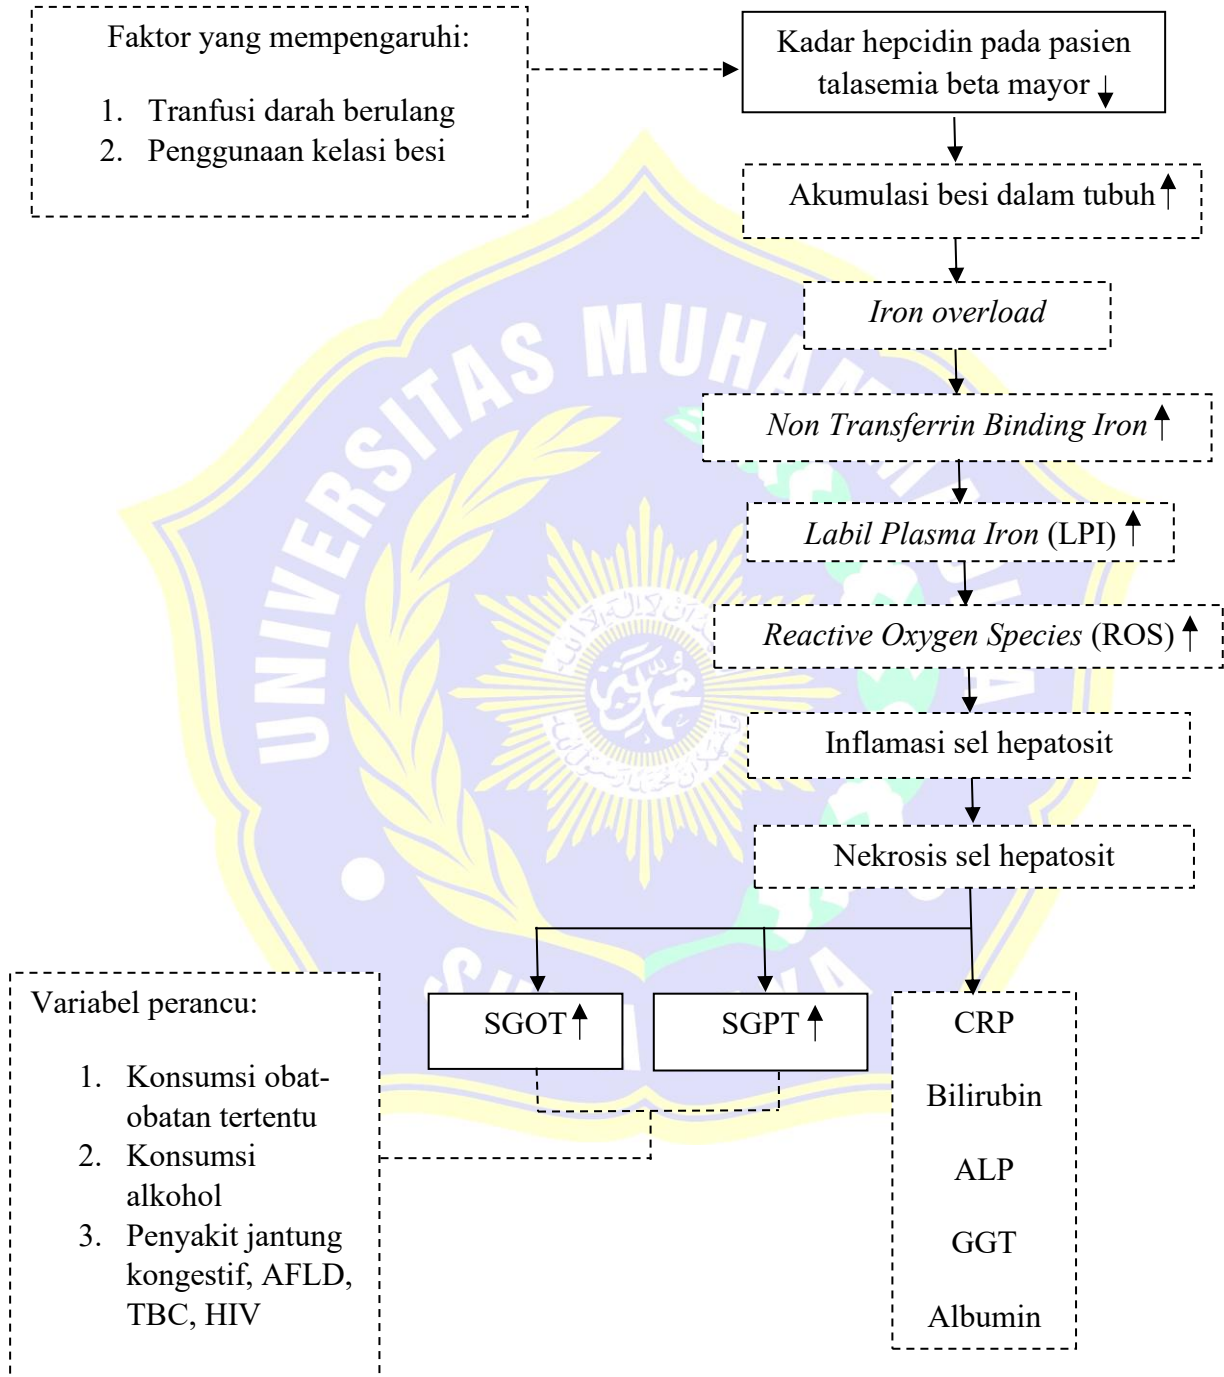 Faktor yang mempengaruhi:
1. Tranfusi darah berulang
2. Penggunaan kelasi besi
Kadar hepcidin pada pasien
talasemia beta mayor ↓
Akumulasi besi dalam tubuh ↑
Iron overload
Non Transferrin Binding Iron ↑
Labil Plasma Iron (LPI) ↑
Reactive Oxygen Species (ROS) ↑
Inflamasi sel hepatosit
Nekrosis sel hepatosit
SGOT ↑
SGPT ↑
CRP
Bilirubin
ALP
GGT
Albumin
Variabel perancu:
1. Konsumsi obat-
obatan tertentu
2. Konsumsi
alkohol
3. Penyakit jantung
kongestif, AFLD,
TBC, HIV
UNIVERSITAS MUHAMMADIYA